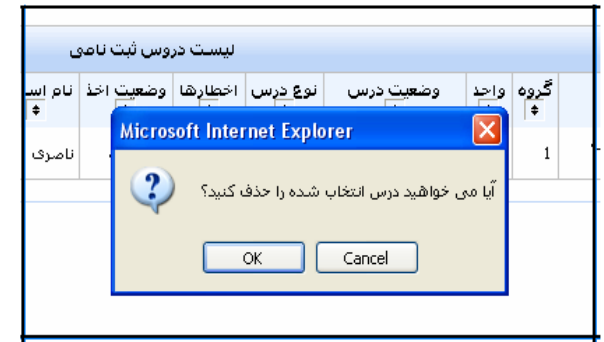 لیست دروس ثبت نامی
گروه واحد وضعیت درس نوع درس اخطارها وضعیت اخذ نام
1 ناصری
Microsoft Internet Explorer
آیا می خواهید درس انتخاب شده را حذف کنید؟
OK Cancel